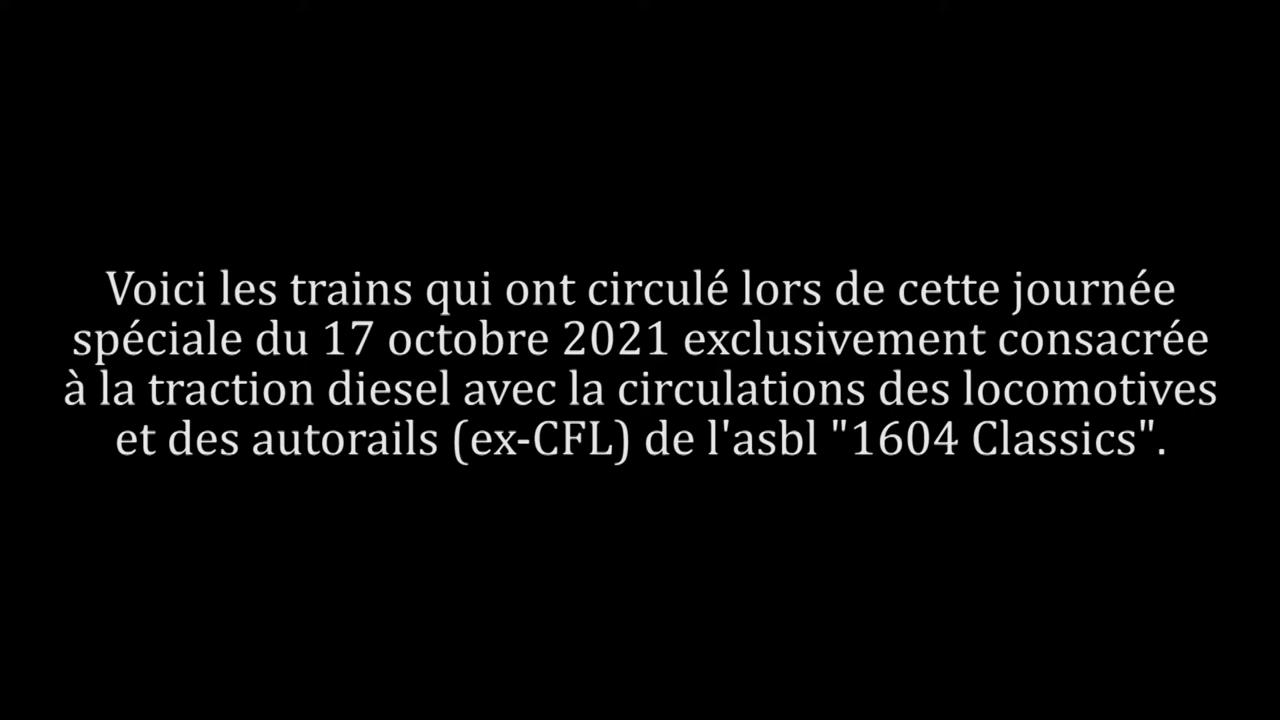 Voici les trains qui ont circulé lors de cette journée
spéciale du 17 octobre 2021 exclusivement consacrée
à la traction diesel avec la circulations des locomotives
et des autorails (ex-CFL) de l'asbl "1604 Classics".